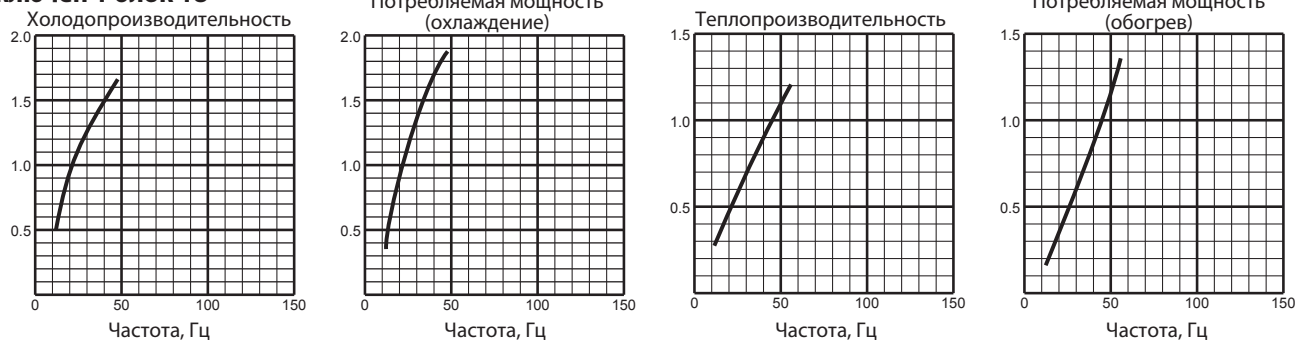 Холодопроизводительность
2.0
1.5
1.0
0.5
0 50 100 150
Частота, Гц
Потребляемая мощность
(охлаждение)
2.0
1.5
1.0
0.5
0 50 100 150
Частота, Гц
Теплопроизводительность
1.5
1.0
0.5
0 50 100 150
Частота, Гц
Потребляемая мощность
(обогрев)
1.5
1.0
0.5
0 50 100 150
Частота, Гц